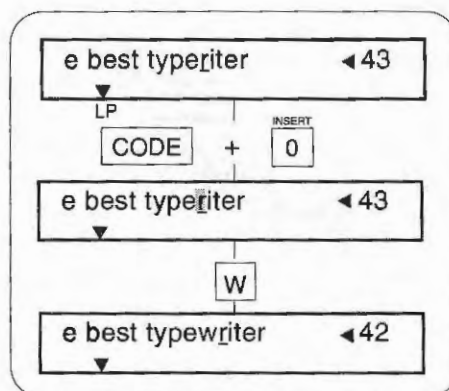 e best typeriter ◄43
LP
INSERT
CODE + 0
e best typeriter ◄43
W
e best typewriter ◄42